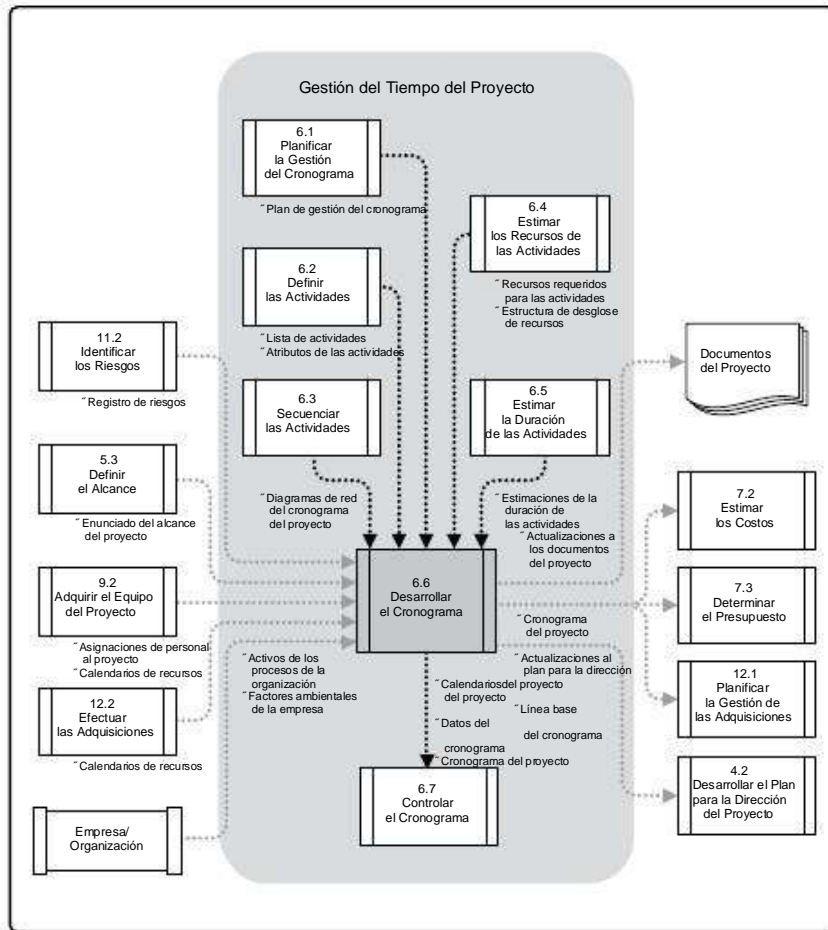 Gestión del Tiempo del Proyecto
6.1
Planificar
la Gestión
del Cronograma
˝ Plan de gestión del cronograma
6.4
Estimar
los Recursos de
las Actividades
˝ Recursos requeridos
para las actividades
˝ Estructura de desglose
de recursos
6.2
Definir
las Actividades
˝ Lista de actividades
˝ Atributos de las actividades
11.2
Identificar
los Riesgos
˝ Registro de riesgos
Documentos
del Proyecto
6.3
Secuenciar
las Actividades
6.5
Estimar
la Duración
de las Actividades
˝ Diagramas de red
del cronograma
del proyecto
˝ Estimaciones de la
duración de
las actividades
˝ Actualizaciones a
los documentos
del proyecto
5.3
Definir
el Alcance
˝ Enunciado del alcance
del proyecto
7.2
Estimar
los Costos
6.6
Desarrollar
el Cronograma
9.2
Adquirir el Equipo
del Proyecto
˝ Asignaciones de personal
al proyecto
˝ Calendarios de recursos
7.3
Determinar
el Presupuesto
˝ Cronograma
del proyecto
˝ Activos de los
procesos de la
organización
˝ Factores ambientales
de la empresa
˝ Actualizaciones al
plan para la dirección
˝ Calendariosdel proyecto
del proyecto
˝ Línea base
˝ Datos del
del cronograma
cronograma
˝ Cronograma del proyecto
12.1
Planificar
la Gestión de
las Adquisiciones
12.2
Efectuar
las Adquisiciones
˝ Calendarios de recursos
6.7
Controlar
el Cronograma
4.2
Desarrollar el Plan
para la Dirección
del Proyecto
Empresa/
Organización